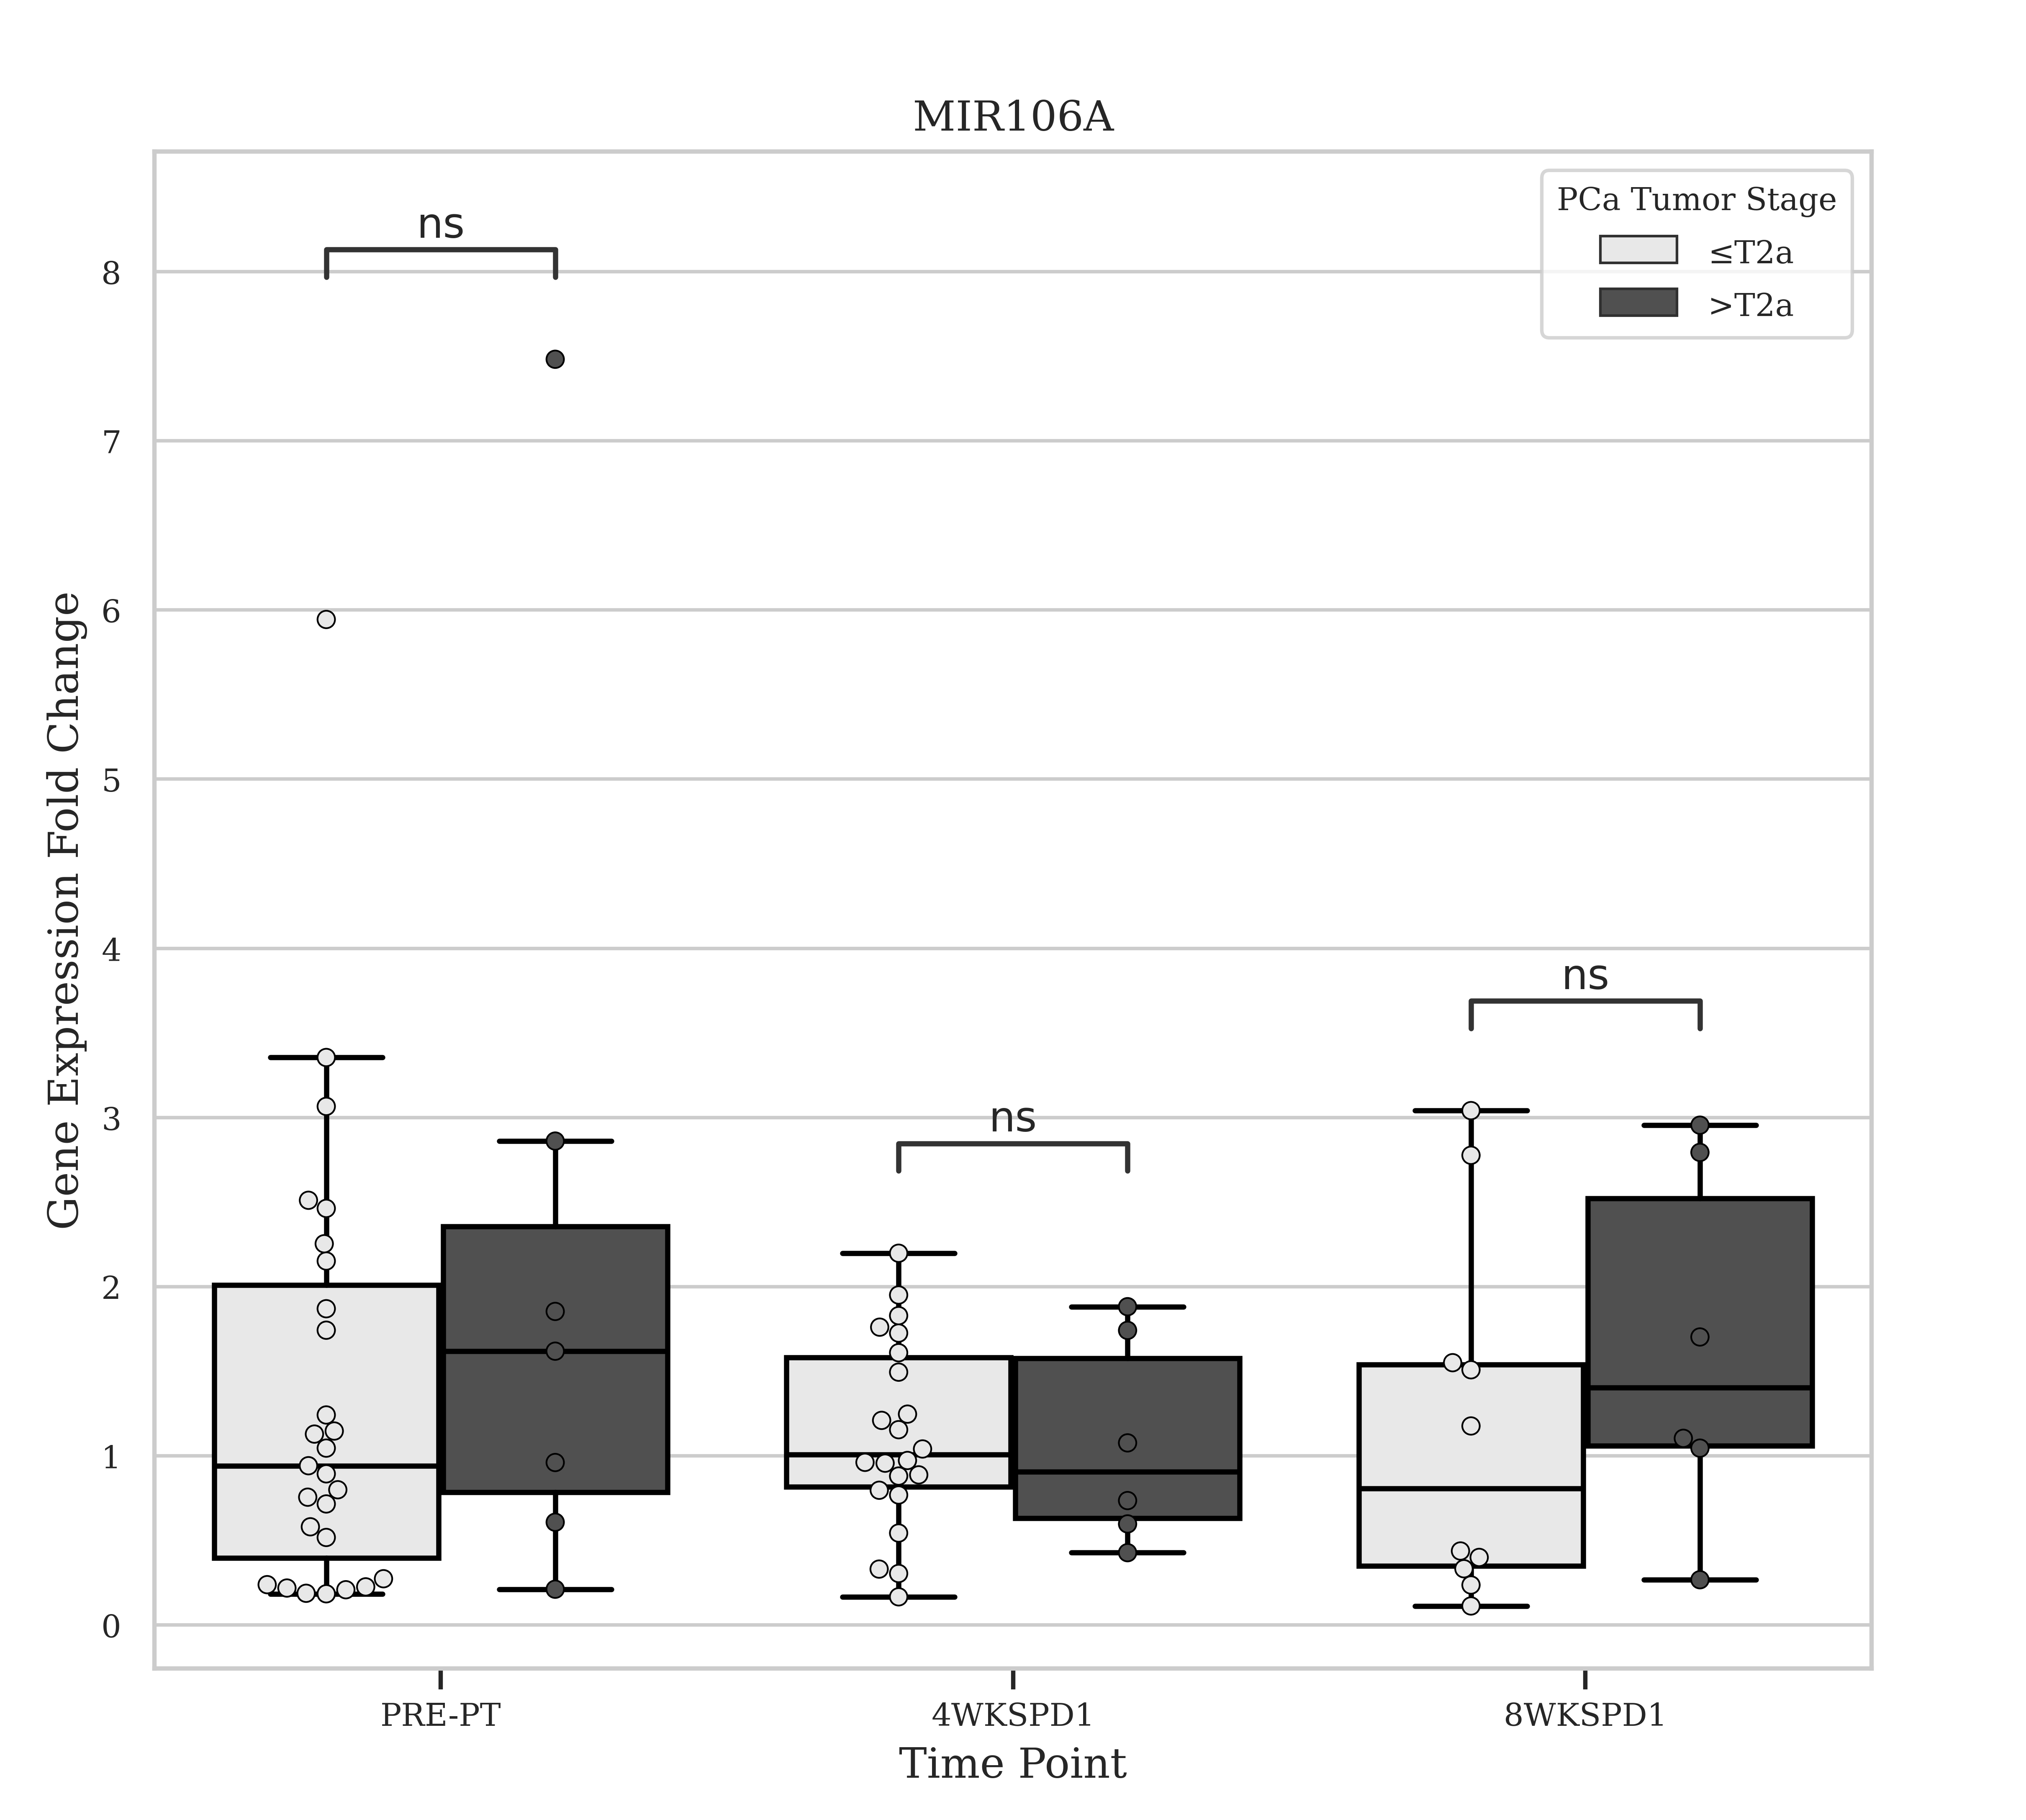 MIR106A
PCa Tumor Stage
≤T2a
>T2a
ns
ns
ns
Gene Expression Fold Change
8
7
6
5
4
3
2
1
0
PRE-PT
4WKSPD1
8WKSPD1
Time Point